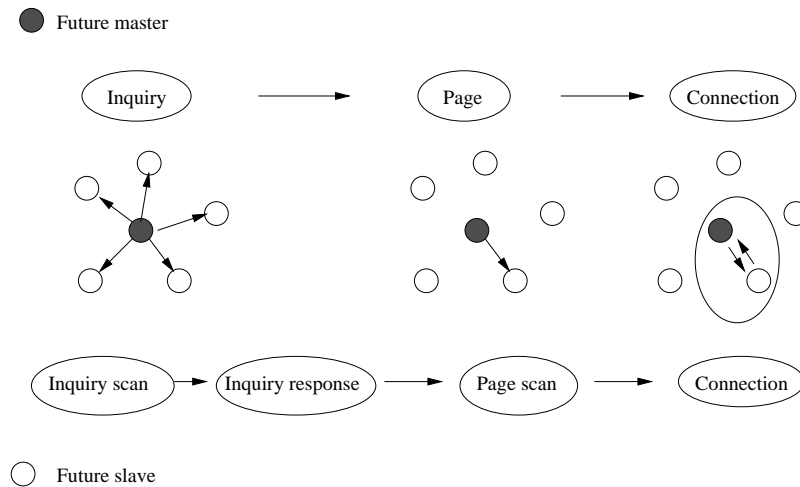 Future master
Inquiry
Page
Connection
Inquiry scan
Inquiry response
Page scan
Connection
Future slave